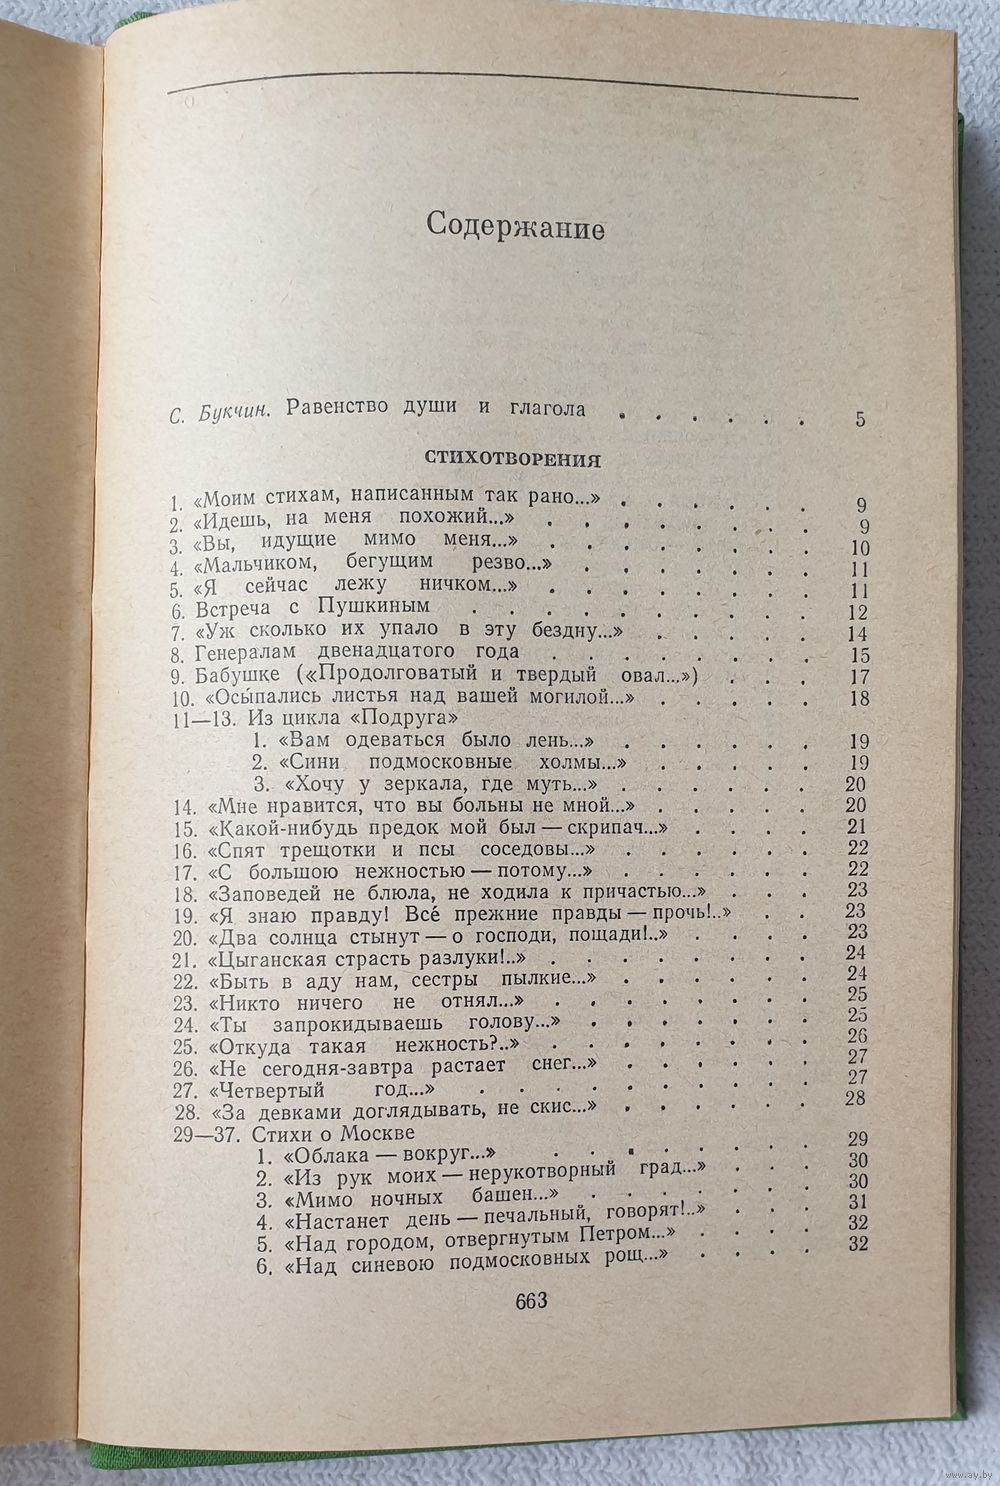 Содержание
С. Букчин. Равенство души и глагола . . . . . . 5
СТИХОТВОРЕНИЯ
1. «Моим стихам, написанным так рано...» . . . . . . 9
2. «Идешь, на меня похожий...» . . . . . . . . 9
3. «Вы, идущие мимо меня...» . . . . . . . . 10
4. «Мальчиком, бегущим резво...» . . . . . . . 11
5. «Я сейчас лежу ничком...» . . . . . . . . 11
6. Встреча с Пушкиным . . . . . . . . . . 12
7. «Уж сколько их упало в эту бездну...» . . . . . 14
8. Генералам двенадцатого года . . . . . . . . 15
9. Бабушке («Продолговатый и твердый овал...») . . . 17
10. «Осы́пались листья над вашей могилой...» . . . . . 18
11—13. Из цикла «Подруга»
1. «Вам одеваться было лень...» . . . . . . 19
2. «Сини подмосковные холмы...» . . . . . 19
3. «Хочу у зеркала, где муть...» . . . . . . 20
14. «Мне нравится, что вы больны не мной...» . . . . . 20
15. «Какой-нибудь предок мой был — скрипач...» . . . . 21
16. «Спят трещотки и псы соседовы...» . . . . . . 22
17. «С большою нежностью — потому...» . . . . . . 22
18. «Заповедей не блюла, не ходила к причастью...» . . . 23
19. «Я знаю правду! Все́ прежние правды — прочь!..» . . 23
20. «Два солнца стынут — о господи, пощади!..» . . . . 23
21. «Цыганская страсть разлуки!..» . . . . . . . . 24
22. «Быть в аду нам, сестры пылкие...» . . . . . . 24
23. «Никто ничего не отнял...» . . . . . . . . 25
24. «Ты запрокидываешь голову...» . . . . . . . 25
25. «Откуда такая нежность?..» . . . . . . . . 26
26. «Не сегодня-завтра растает снег...» . . . . . . 27
27. «Четвертый год...» . . . . . . . . . . 27
28. «За девками доглядывать, не скис...» . . . . . . 28
29—37. Стихи о Москве
1. «Облака — вокруг...» . . . . . . . . 29
2. «Из рук моих — нерукотворный град...» . . . 30
3. «Мимо ночных башен...» . . . . . . . 30
4. «Настанет день — печальный, говорят!..» . . . 31
5. «Над городом, отвергнутым Петром...» . . . . 32
6. «Над синевою подмосковных рощ...» . . . . 32
663
www.ay.by